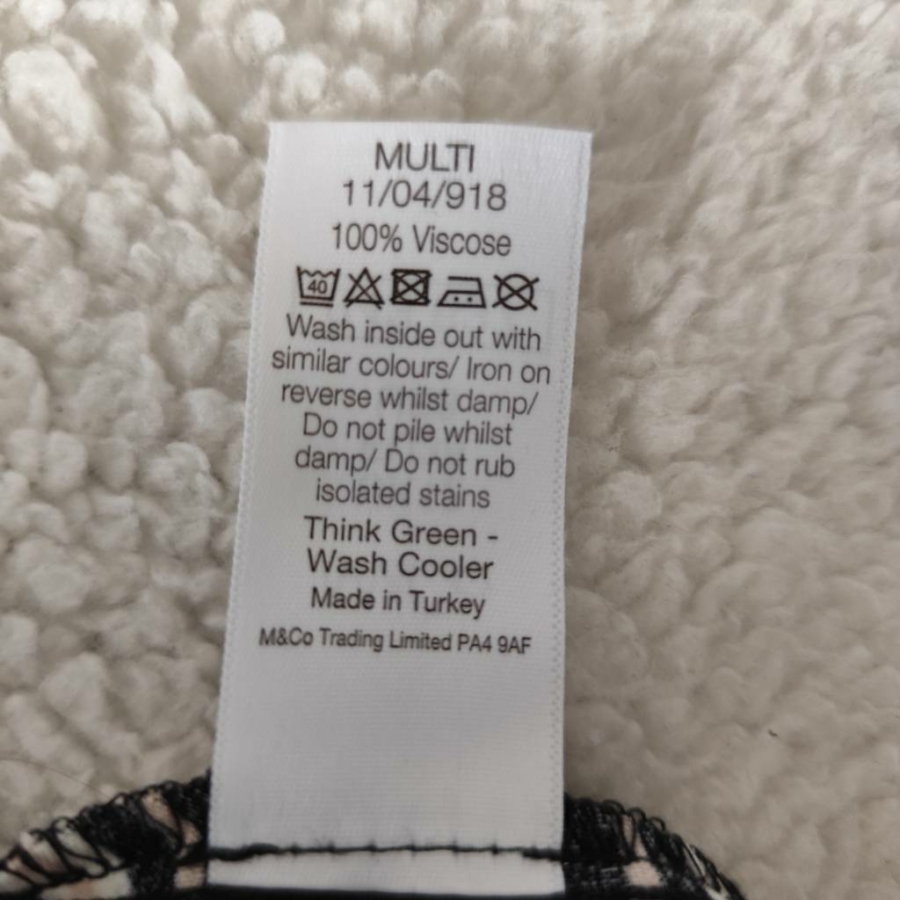 MULTI
11/04/918
100% Viscose
40
Wash inside out with
similar colours/ Iron on
reverse whilst damp/
Do not pile whilst
damp/ Do not rub
isolated stains
Think Green -
Wash Cooler
Made in Turkey
M&Co Trading Limited PA4 9AF